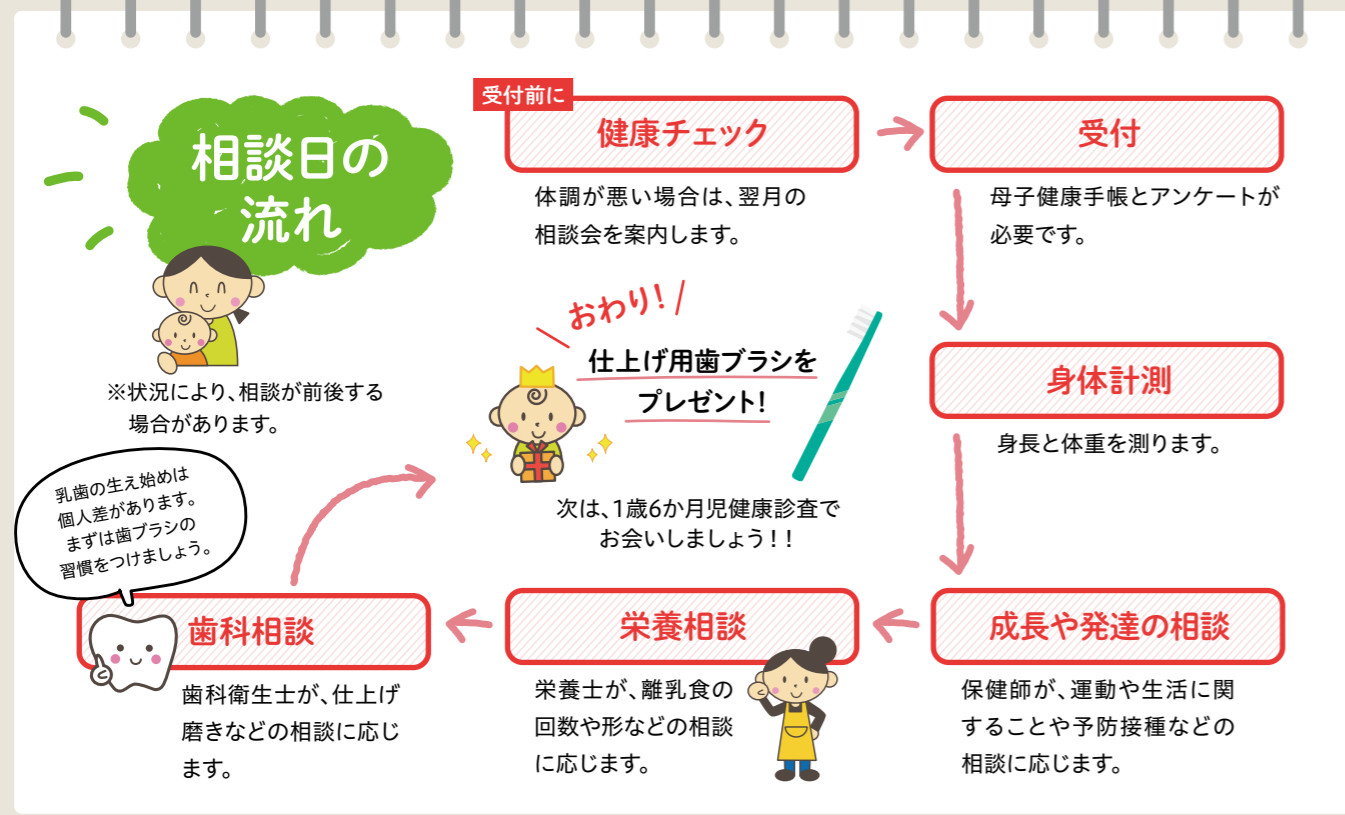 相談日の
流れ
※状況により、相談が前後する
場合があります。
受付前に
健康チェック
体調が悪い場合は、翌月の
相談会を案内します。
受付
母子健康手帳とアンケートが
必要です。
身体計測
身長と体重を測ります。
成長や発達の相談
保健師が、運動や生活に関
することや予防接種などの
相談に応じます。
栄養相談
栄養士が、離乳食の
回数や形などの相談
に応じます。
歯科相談
歯科衛生士が、仕上げ
磨きなどの相談に応じ
ます。
乳歯の生え始めは
個人差があります。
まずは歯ブラシの
習慣をつけましょう。
おわり!
仕上げ用歯ブラシを
プレゼント!
次は、1歳6か月児健康診査で
お会いしましょう!!